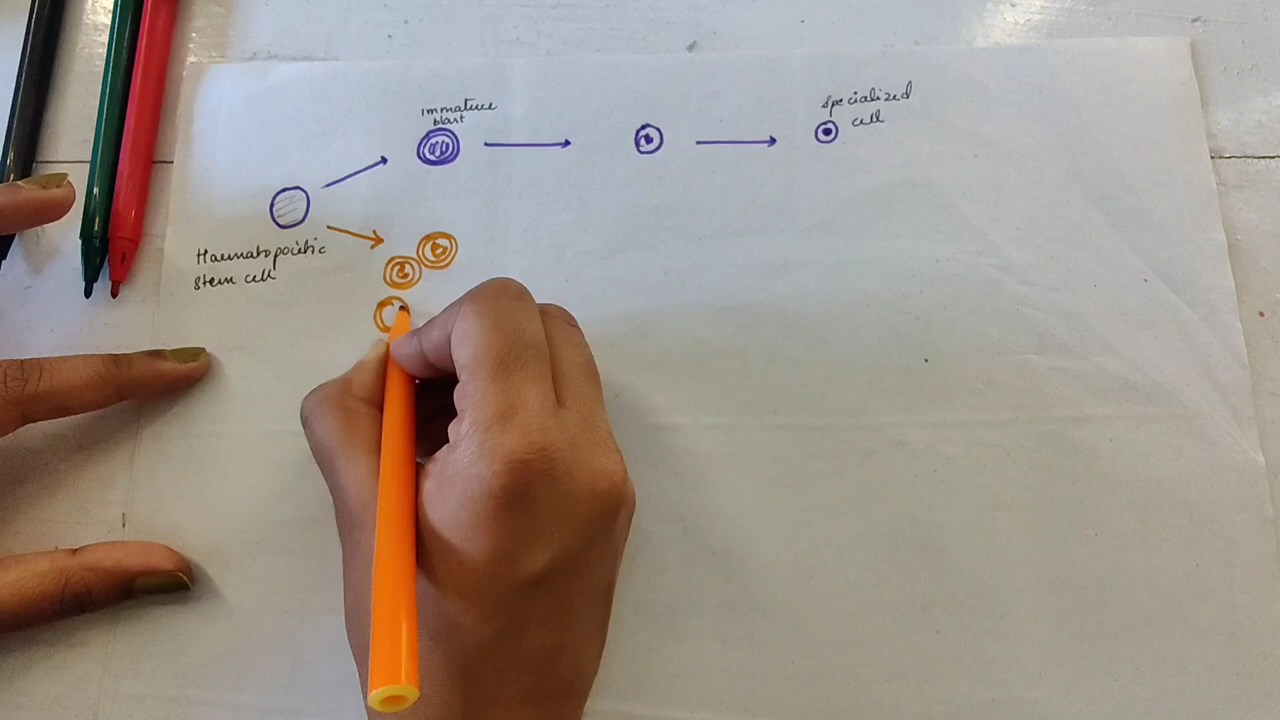 Immature
blast
specialized
cell
Haematopoietic
stem cell